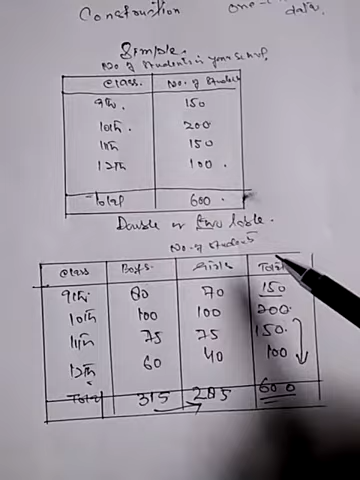 Construction one-
data.
Simple.
No. of Students in your School.
Class. No. of Students
9th. 150
10th. 200
11th 150
12th 100.
Total 600.
Double or Two table.
No. of Students
Class Boys. Girls Total
9th. 80 70 150
10th 100 100 200.
11th 75 75 150.
12th 60 40 100
Total 315 285 600